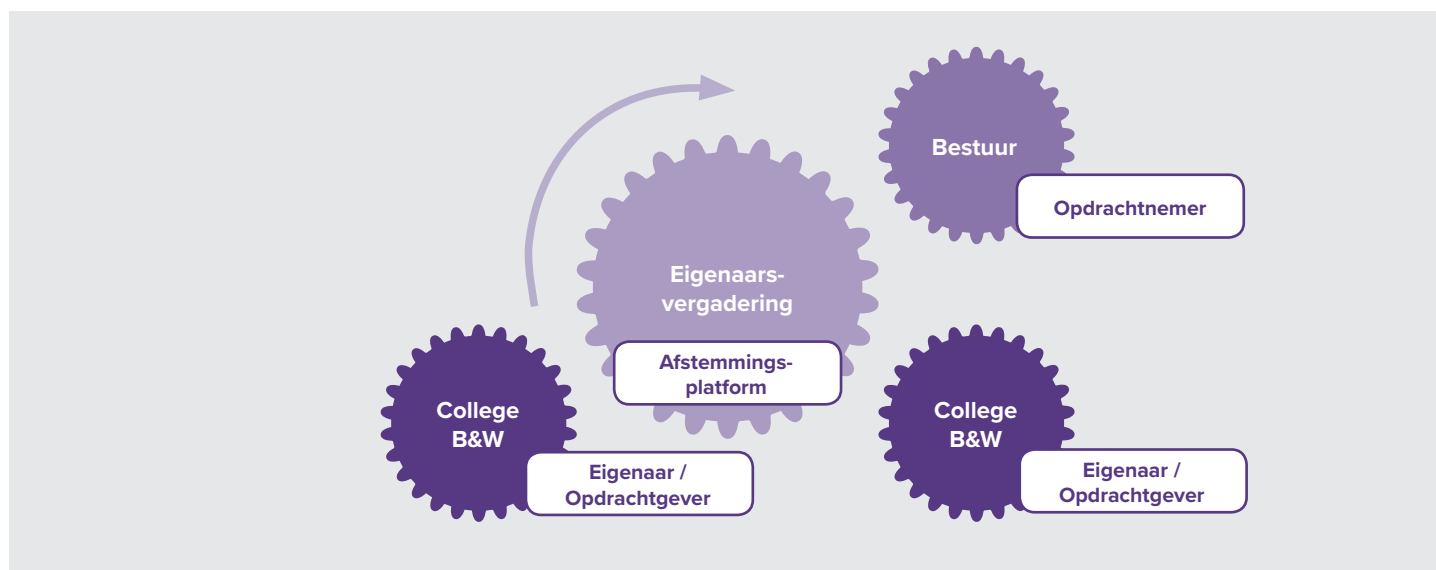 Bestuur
Opdrachtnemer
Eigenaars-
vergadering
Afstemmings-
platform
College
B&W
Eigenaar /
Opdrachtgever
College
B&W
Eigenaar /
Opdrachtgever